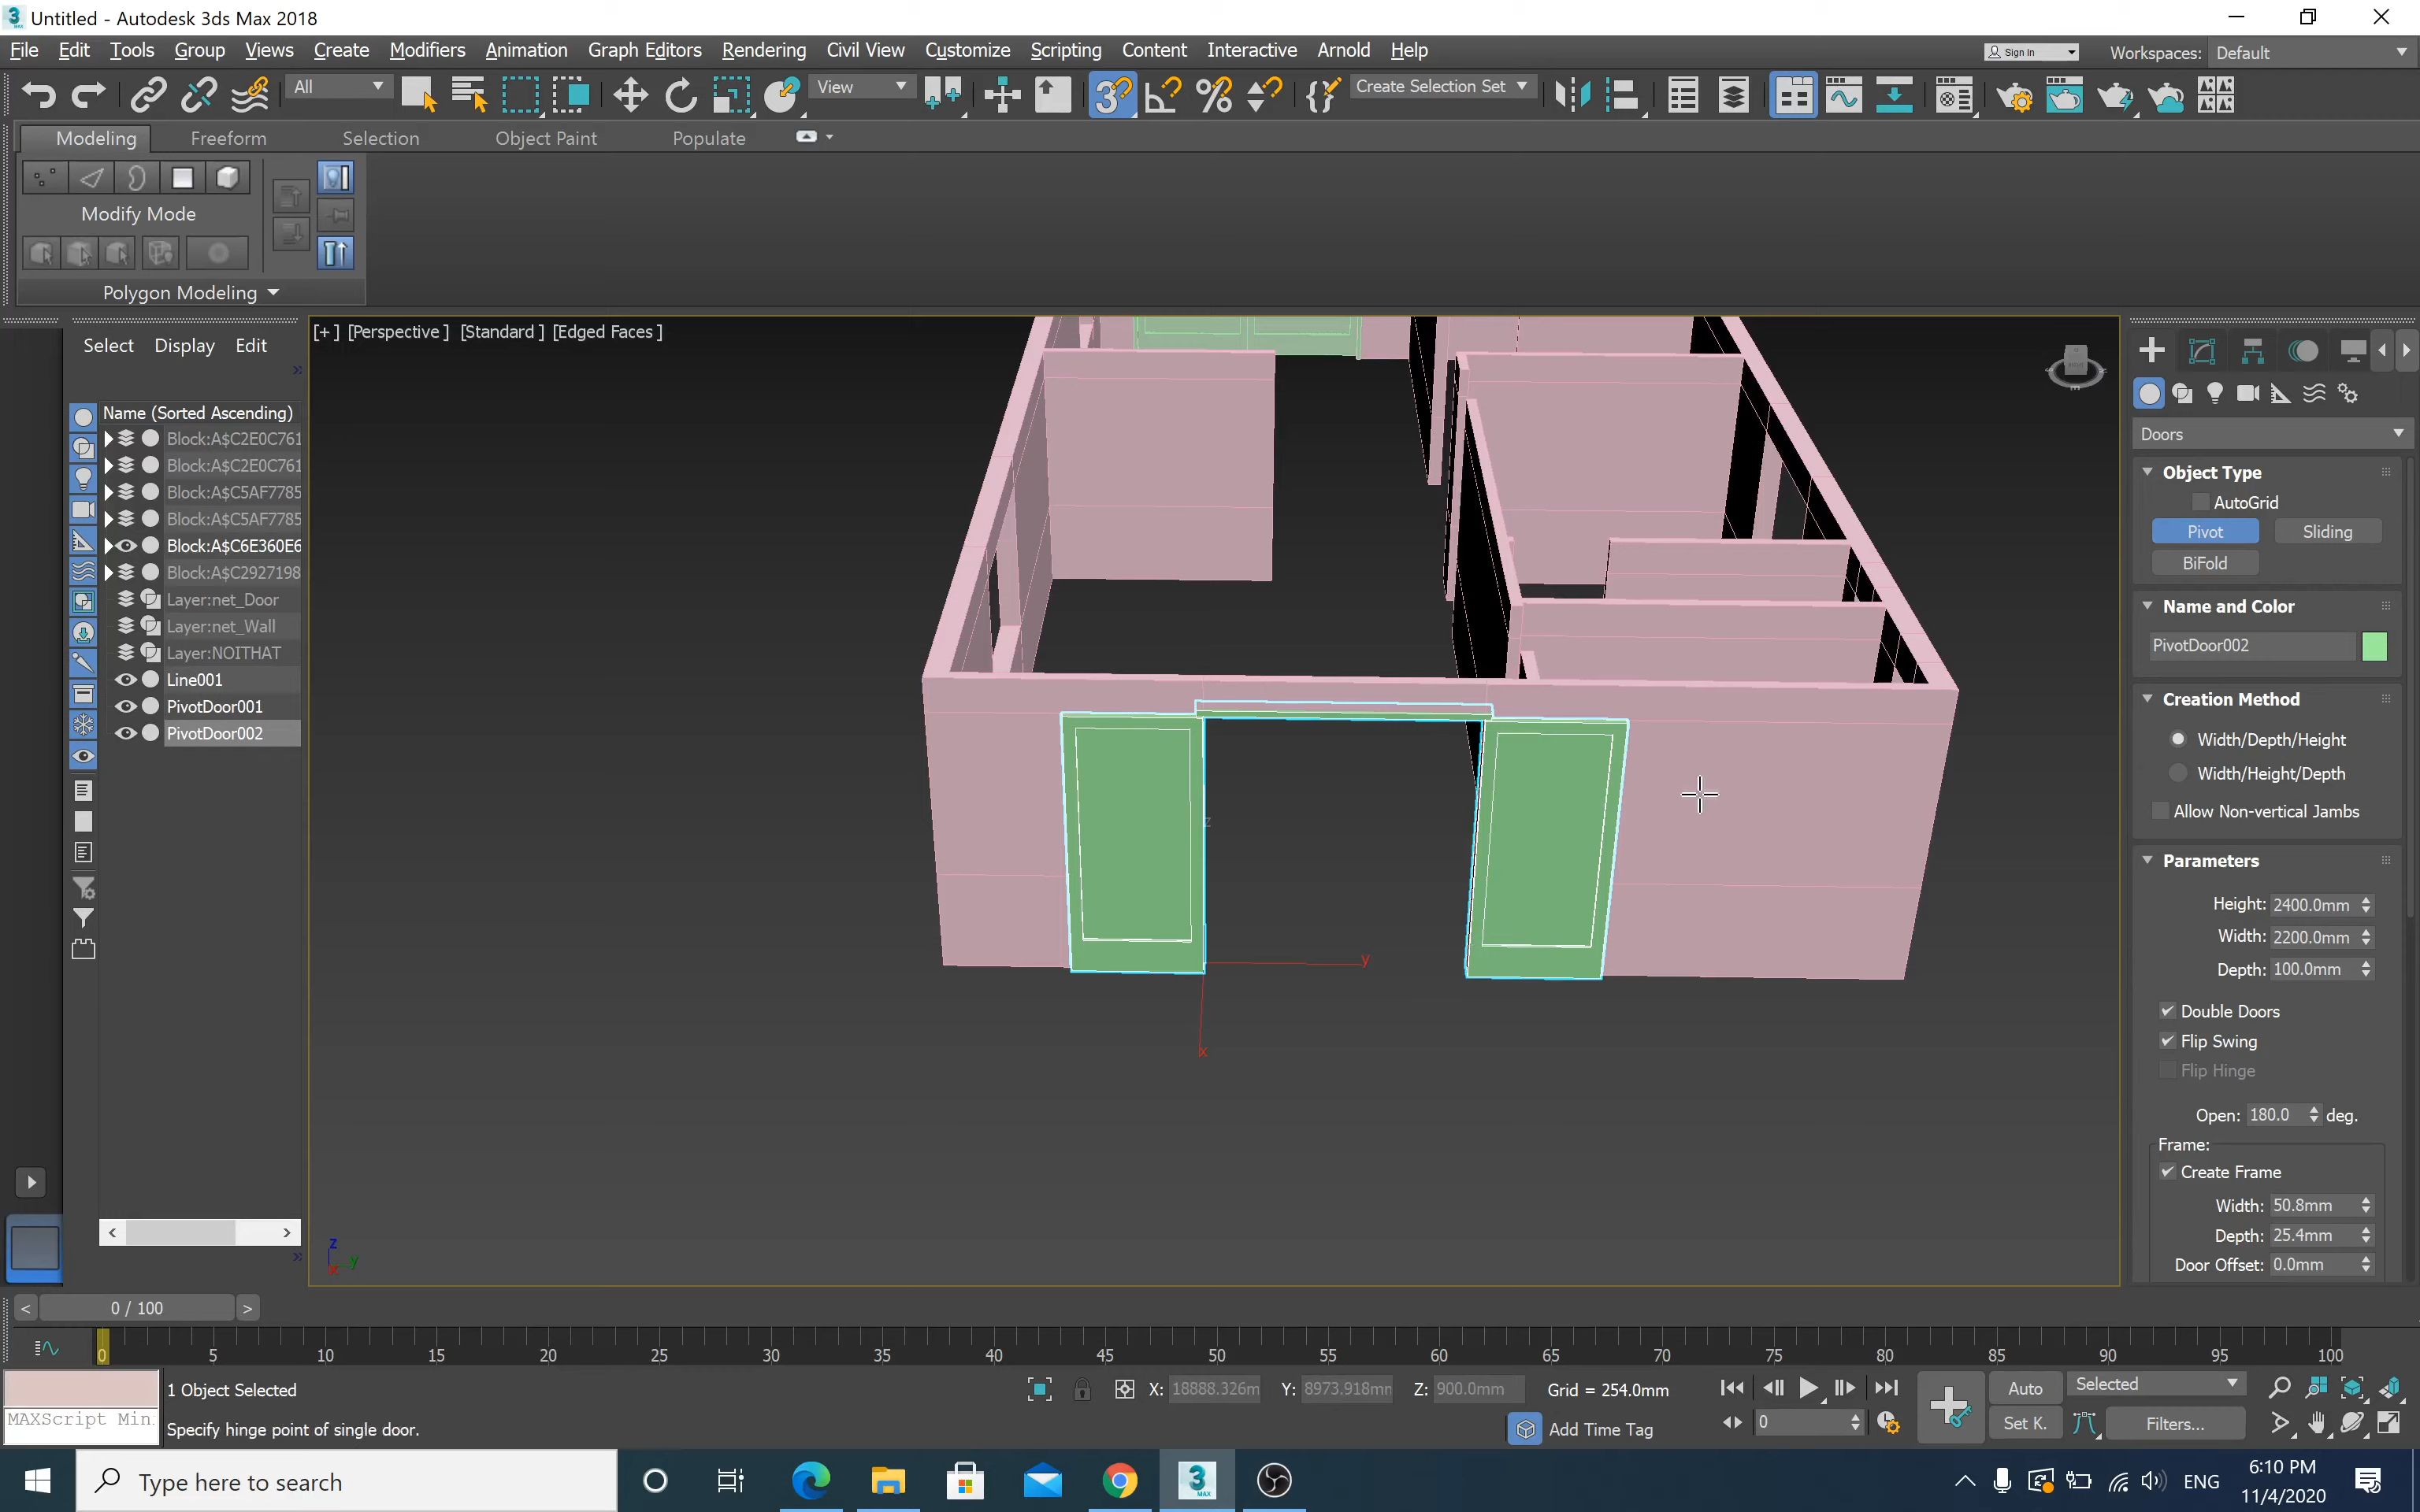 Untitled - Autodesk 3ds Max 2018
File Edit Tools Group Views Create Modifiers Animation Graph Editors Rendering Civil View Customize Scripting Content Interactive Arnold Help
Sign In Workspaces: Default
All View Create Selection Set
Modeling Freeform Selection Object Paint Populate
Modify Mode
Polygon Modeling
Select Display Edit
[+] [Perspective] [Standard] [Edged Faces]
Name (Sorted Ascending)
Block:A$C2E0C761
Block:A$C2E0C761
Block:A$C5AF7785
Block:A$C5AF7785
Block:A$C6E360E6
Block:A$C2927198
Layer:net_Door
Layer:net_Wall
Layer:NOITHAT
Line001
PivotDoor001
PivotDoor002
z
y
x
z
y
x
Doors
Object Type
AutoGrid
Pivot Sliding
BiFold
Name and Color
PivotDoor002
Creation Method
Width/Depth/Height
Width/Height/Depth
Allow Non-vertical Jambs
Parameters
Height: 2400.0mm
Width: 2200.0mm
Depth: 100.0mm
Double Doors
Flip Swing
Flip Hinge
Open: 180.0 deg.
Frame:
Create Frame
Width: 50.8mm
Depth: 25.4mm
Door Offset: 0.0mm
< 0 / 100 >
0 5 10 15 20 25 30 35 40 45 50 55 60 65 70 75 80 85 90 95 100
1 Object Selected
X: 18888.326m Y: 8973.918mm Z: 900.0mm Grid = 254.0mm
Auto Selected
MAXScript Min
Specify hinge point of single door.
Add Time Tag
0
Set K. Filters...
Type here to search
3 MAX
ENG
6:10 PM
11/4/2020